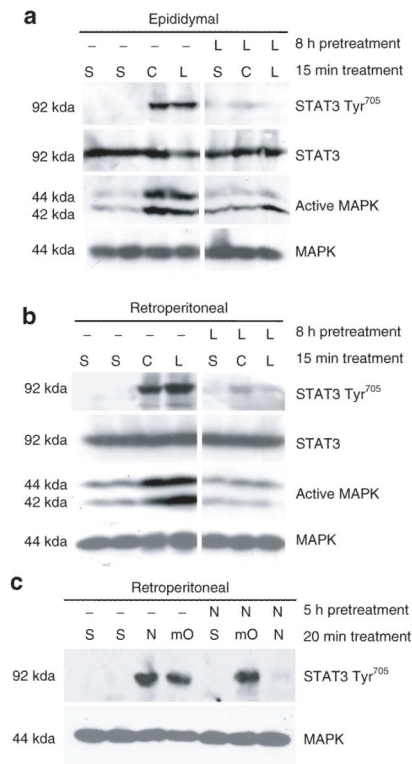 a
Epididymal
– – – – L L L 8 h pretreatment
S S C L S C L 15 min treatment
92 kda STAT3 Tyr705
92 kda STAT3
44 kda
42 kda Active MAPK
44 kda MAPK
b
Retroperitoneal
– – – – L L L 8 h pretreatment
S S C L S C L 15 min treatment
92 kda STAT3 Tyr705
92 kda STAT3
44 kda
42 kda Active MAPK
44 kda MAPK
c
Retroperitoneal
– – – – N N N 5 h pretreatment
S S N mO S mO N 20 min treatment
92 kda STAT3 Tyr705
44 kda MAPK